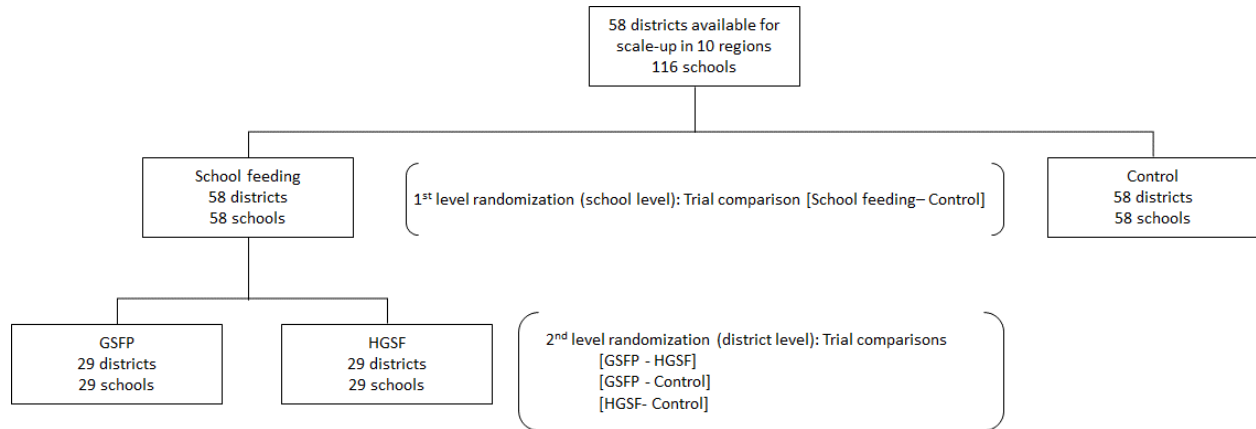 58 districts available for
scale-up in 10 regions
116 schools
School feeding
58 districts
58 schools
1st level randomization (school level): Trial comparison [School feeding– Control]
Control
58 districts
58 schools
GSFP
29 districts
29 schools
HGSF
29 districts
29 schools
2nd level randomization (district level): Trial comparisons
[GSFP - HGSF]
[GSFP - Control]
[HGSF- Control]